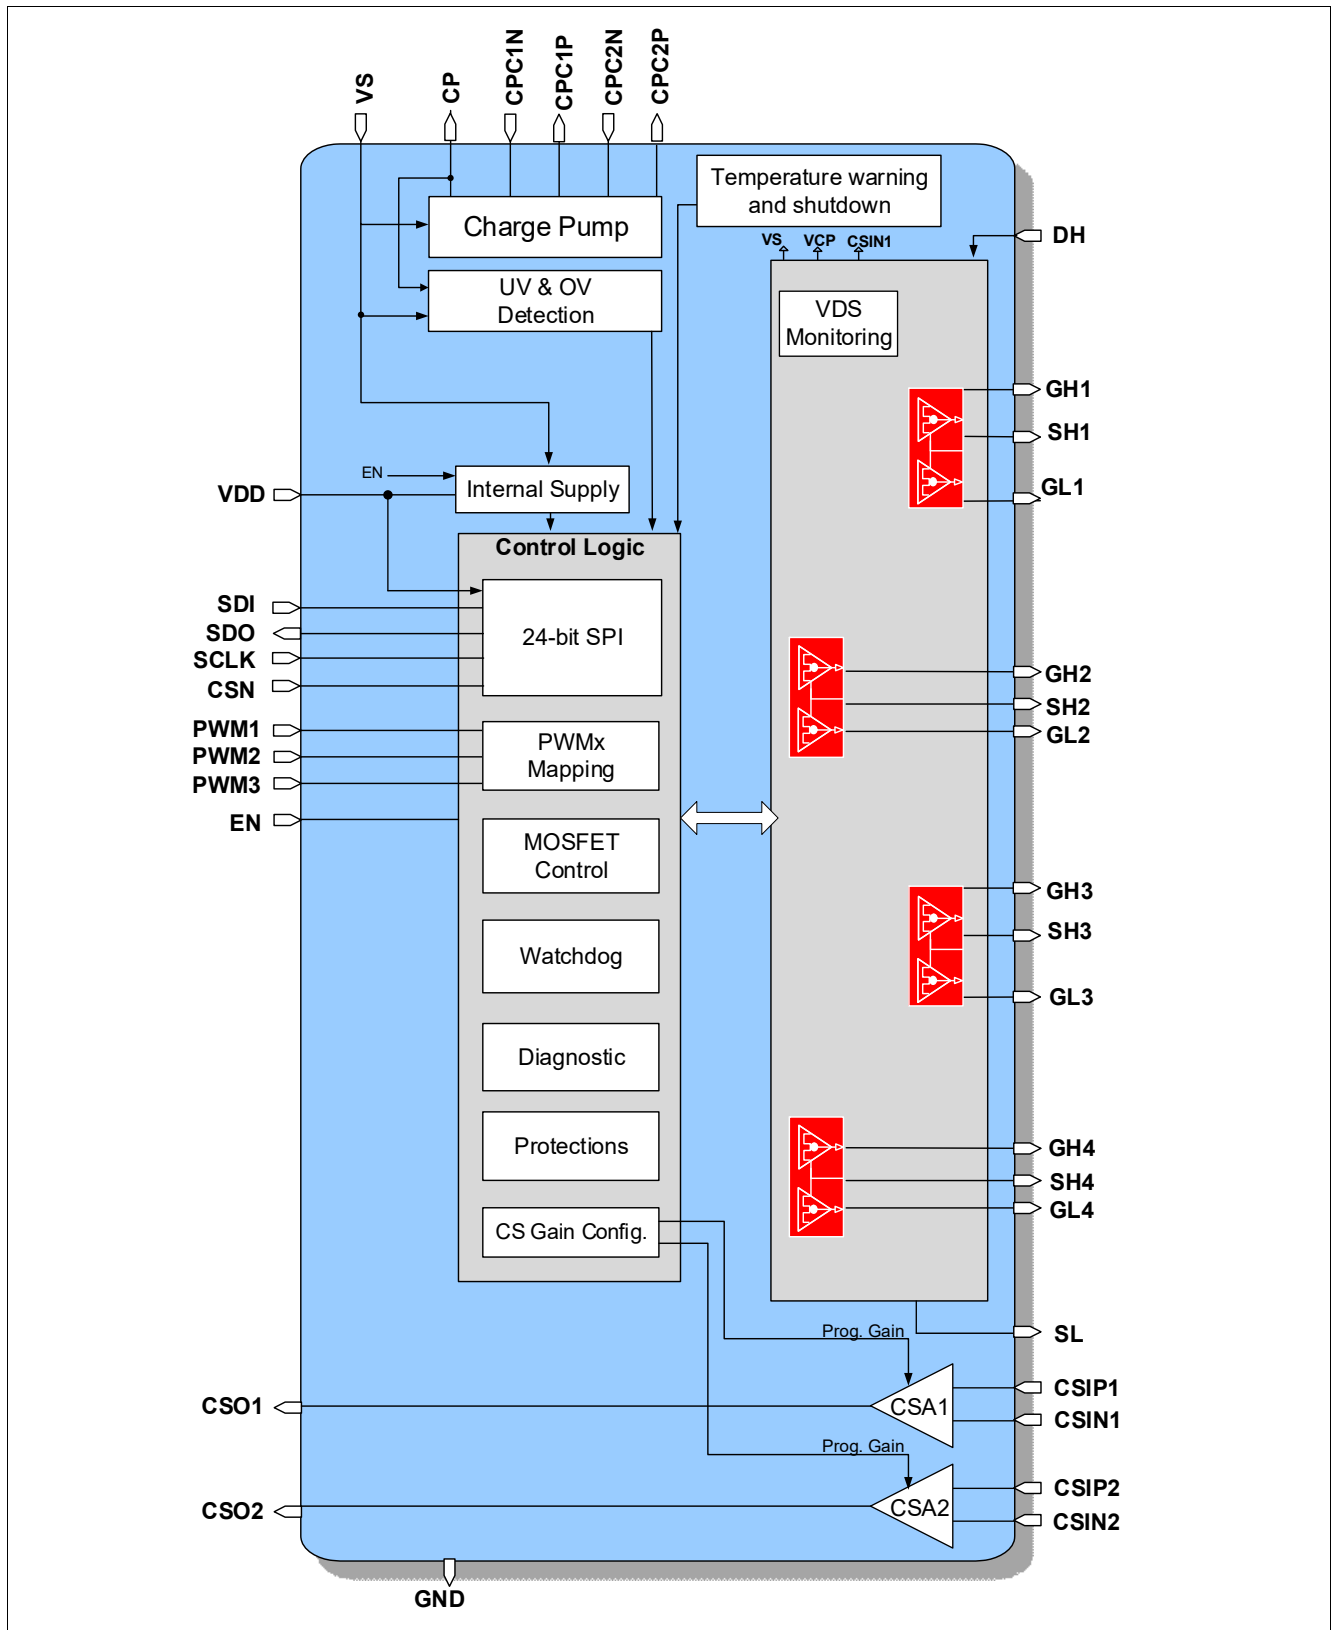 VS
CP
CPC1N
CPC1P
CPC2N
CPC2P
Temperature warning
and shutdown
Charge Pump
VS
VCP
CSIN1
DH
UV & OV
Detection
VDS
Monitoring
GH1
SH1
GL1
EN
VDD
Internal Supply
Control Logic
SDI
SDO
SCLK
CSN
24-bit SPI
GH2
SH2
GL2
PWM1
PWM2
PWM3
PWMx
Mapping
EN
MOSFET
Control
GH3
SH3
GL3
Watchdog
Diagnostic
Protections
GH4
SH4
GL4
CS Gain Config.
Prog. Gain
SL
CSO1
CSA1
CSIP1
CSIN1
Prog. Gain
CSO2
CSA2
CSIP2
CSIN2
GND